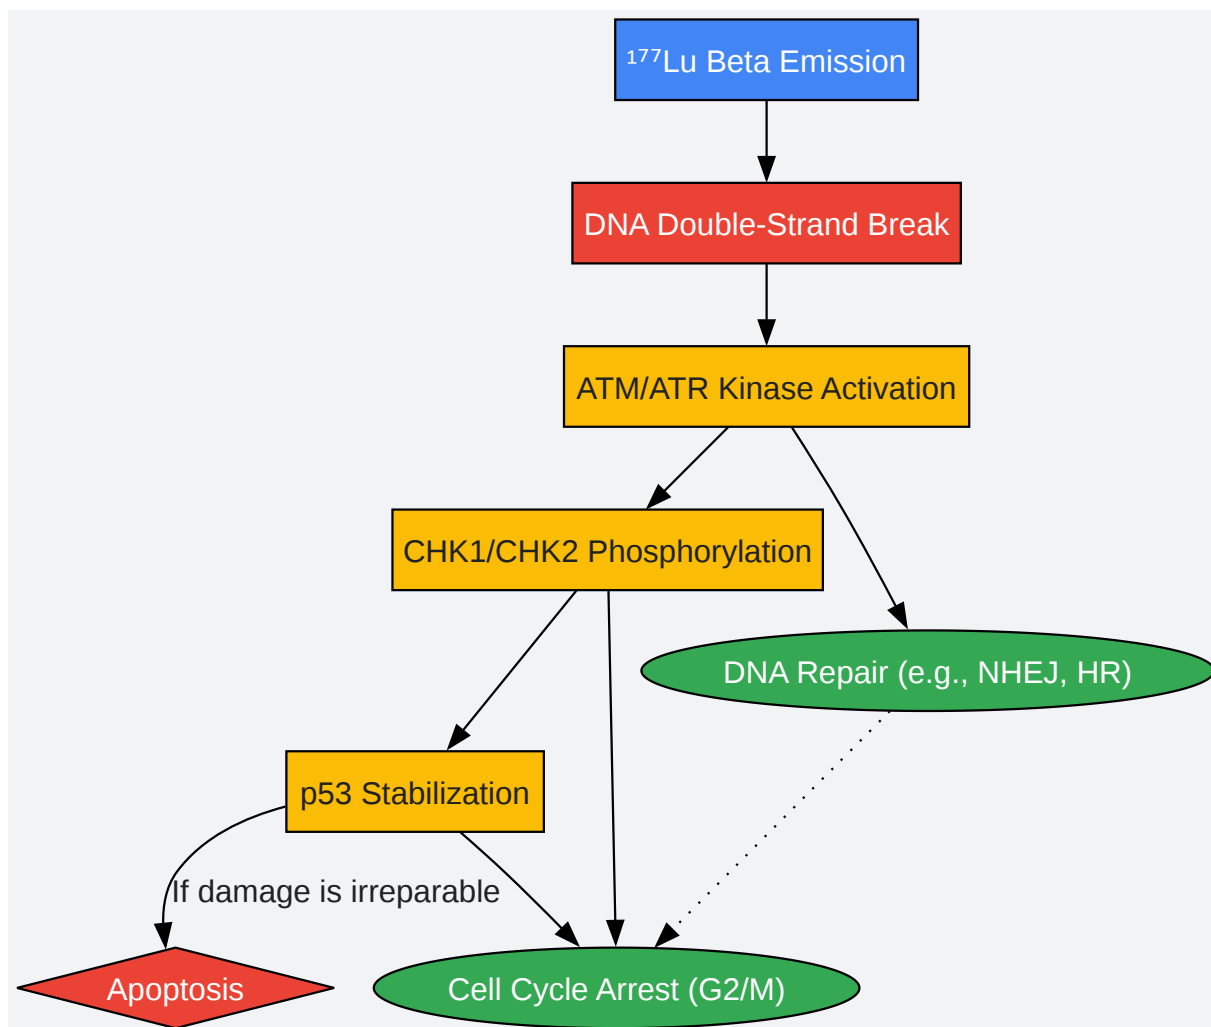 ¹⁷⁷Lu Beta Emission
DNA Double-Strand Break
ATM/ATR Kinase Activation
CHK1/CHK2 Phosphorylation
DNA Repair (e.g., NHEJ, HR)
p53 Stabilization
If damage is irreparable
Apoptosis
Cell Cycle Arrest (G2/M)